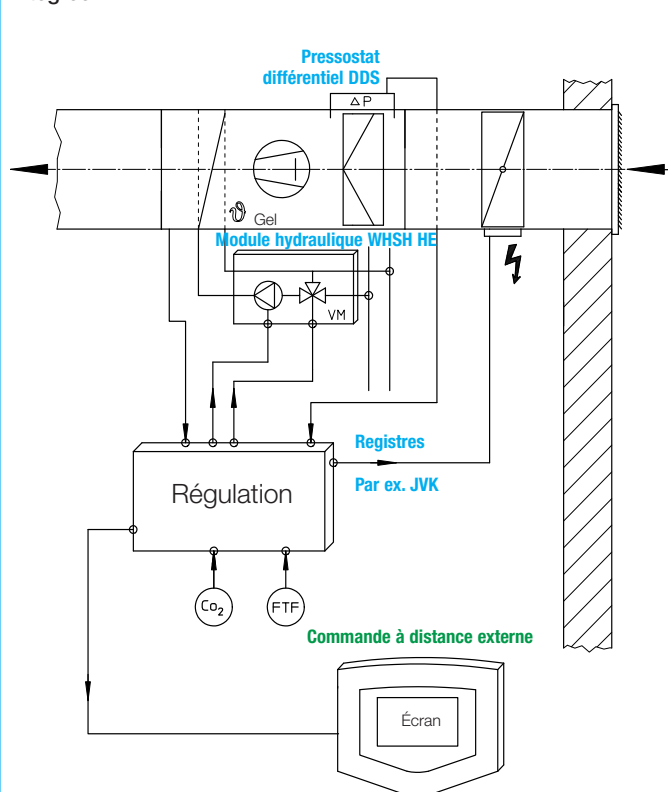 Pressostat
différentiel DDS
△P
Gel
Module hydraulique WHSH HE
VM
Registres
Régulation
Par ex. JVK
Co₂
FTF
Commande à distance externe
Écran